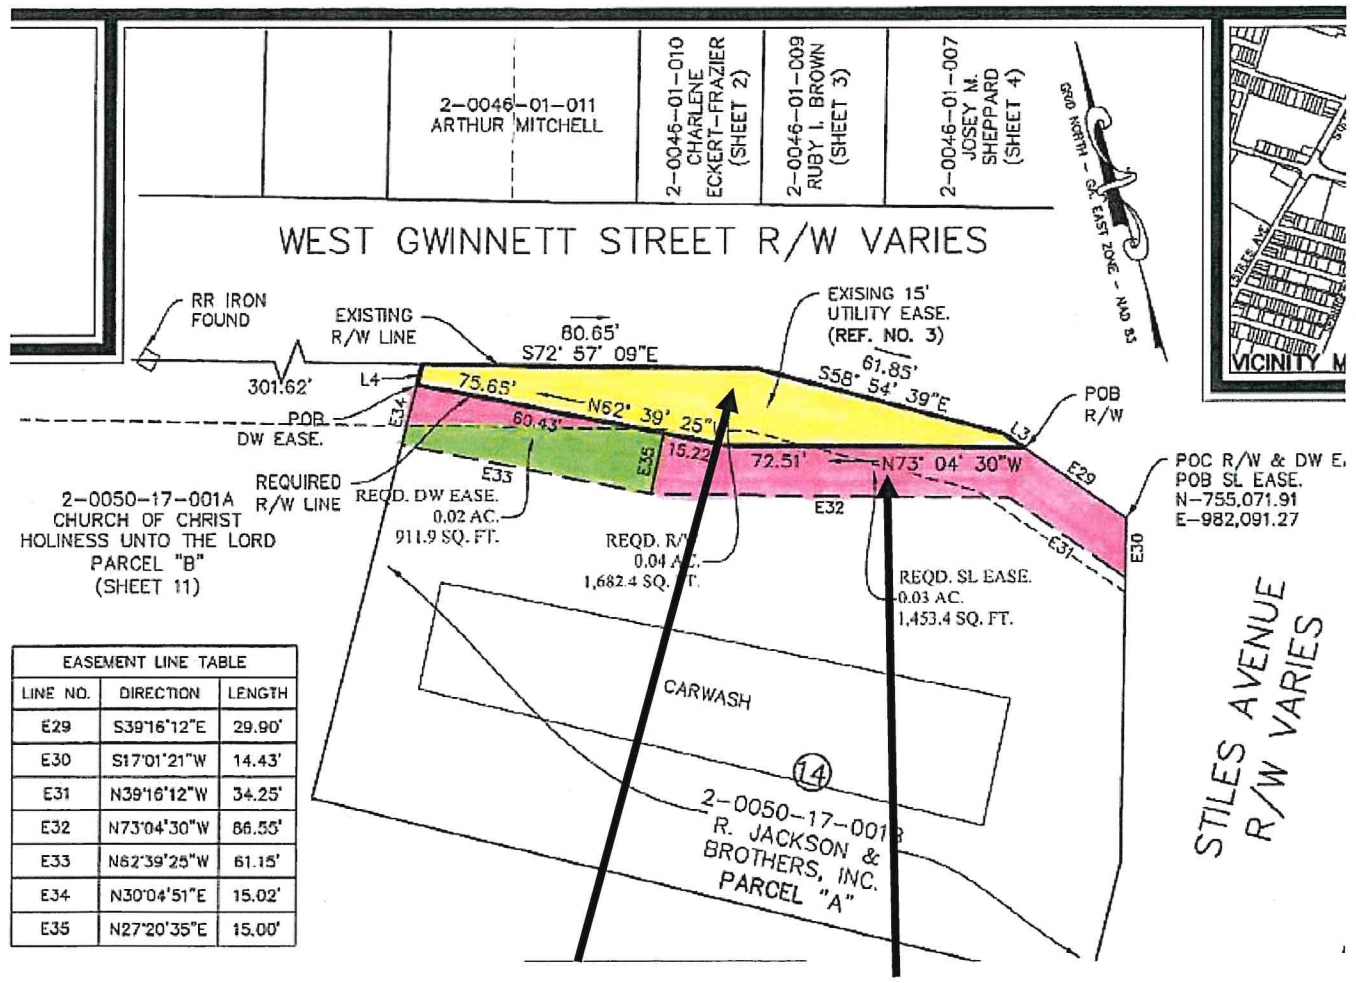 2-0046-01-011
ARTHUR MITCHELL
2-0046-01-010
CHARLENE
ECKERT-FRAZIER
(SHEET 2)
2-0046-01-009
RUBY I. BROWN
(SHEET 3)
2-0046-01-007
JOSEY M.
SHEPPARD
(SHEET 4)
GRID NORTH - GA. EAST ZONE - NAD 83
STILES AVE
VICINITY M
WEST GWINNETT STREET R/W VARIES
RR IRON
FOUND
EXISTING
R/W LINE
80.65'
S72° 57' 09"E
EXISING 15'
UTILITY EASE.
(REF. NO. 3)
61.85'
S58° 54' 39"E
301.62'
L4
75.65'
N62° 39' 25"
L3
POB
R/W
POB
DW EASE.
E34
60.43'
E35
15.22
72.51'
N73° 04' 30"W
E29
E33
E32
E31
E30
POC R/W & DW E
POB SL EASE.
N-755,071.91
E-982,091.27
REQUIRED
R/W LINE
2-0050-17-001A
CHURCH OF CHRIST
HOLINESS UNTO THE LORD
PARCEL "B"
(SHEET 11)
REQD. DW EASE.
0.02 AC.
911.9 SQ. FT.
REQD. R/
0.04 AC.
1,682.4 SQ. FT.
REQD. SL EASE.
0.03 AC.
1,453.4 SQ. FT.
CARWASH
14
2-0050-17-001B
R. JACKSON &
BROTHERS, INC.
PARCEL "A"
STILES AVENUE
R/W VARIES
EASEMENT LINE TABLE
LINE NO. DIRECTION LENGTH
E29 S39°16'12"E 29.90'
E30 S17°01'21"W 14.43'
E31 N39°16'12"W 34.25'
E32 N73°04'30"W 86.55'
E33 N62°39'25"W 61.15'
E34 N30°04'51"E 15.02'
E35 N27°20'35"E 15.00'